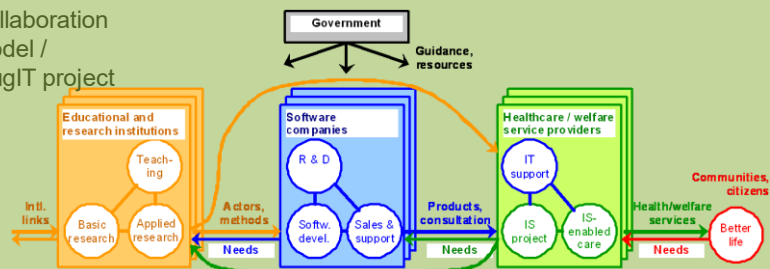 llaboration
odel /
ugIT project
Government
Guidance,
resources
Educational and
research institutions
Teach-
ing
Basic
research
Applied
research
Intl.
links
Actors,
methods
Needs
Software
companies
R & D
Softw.
devel.
Sales &
support
Products,
consultation
Needs
Healthcare / welfare
service providers
IT
support
IS
project
IS-
enabled
care
Communities,
citizens
Health/welfare
services
Needs
Better
life